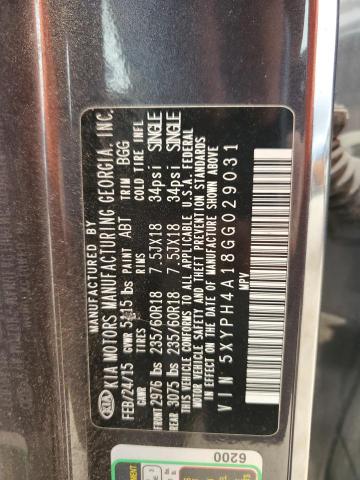 MANUFACTURED BY
KIA KIA MOTORS MANUFACTURING GEORGIA, INC.
FEB/24/15 GVWR 5115 lbs PAINT ABT TRIM BGG
GAWR TIRES RIMS COLD TIRE INFL
FRONT 2976 lbs 235/60R18 7.5JX18 34psi SINGLE
REAR 3075 lbs 235/60R18 7.5JX18 34psi SINGLE
THIS VEHICLE CONFORMS TO ALL APPLICABLE U.S.A. FEDERAL
MOTOR VEHICLE SAFETY, BUMPER, AND THEFT PREVENTION STANDARDS
IN EFFECT ON THE DATE OF MANUFACTURE SHOWN ABOVE
VIN 5XYPH4A18GG029031
MPV
6200